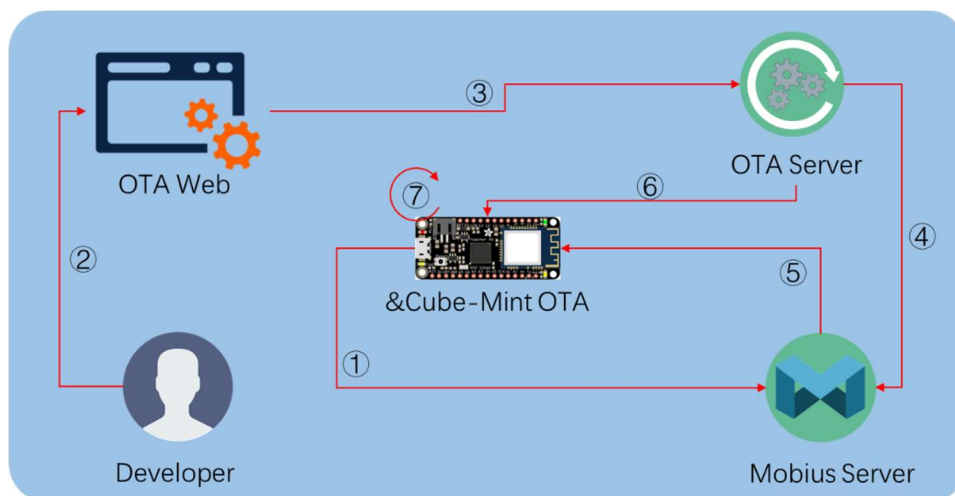 ③
OTA Web
OTA Server
⑦
⑥
②
④
⑤
&Cube-Mint OTA
①
Developer
Mobius Server